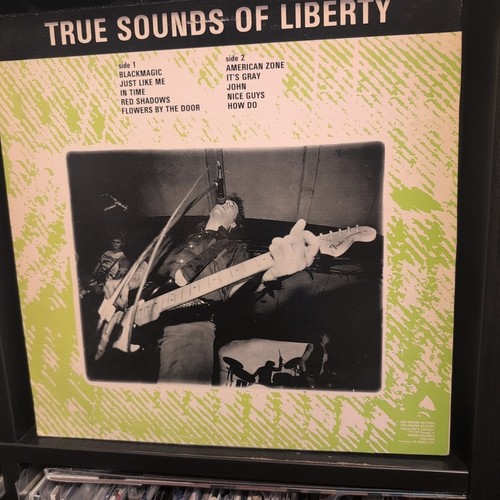 TRUE SOUNDS OF LIBERTY
side 1
BLACKMAGIC
JUST LIKE ME
IN TIME
RED SHADOWS
FLOWERS BY THE DOOR
side 2
AMERICAN ZONE
IT'S GRAY
JOHN
NICE GUYS
HOW DO